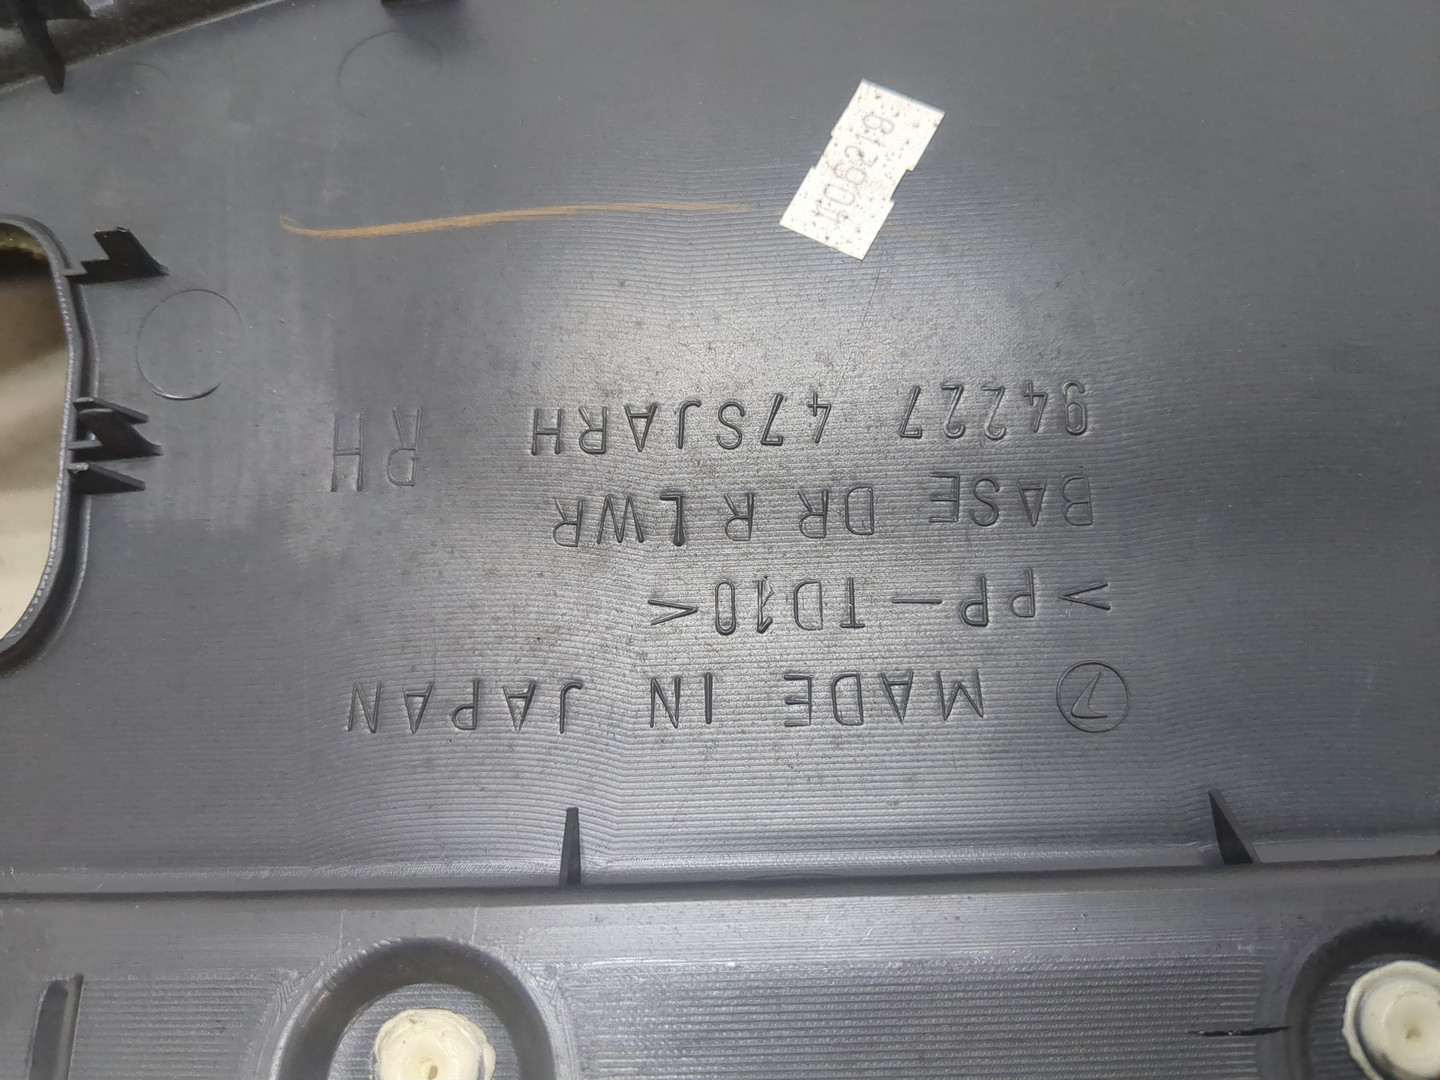 MADE IN JAPAN
>PP-TD10<
BASE DR R LWR
94227 47SJARH RH